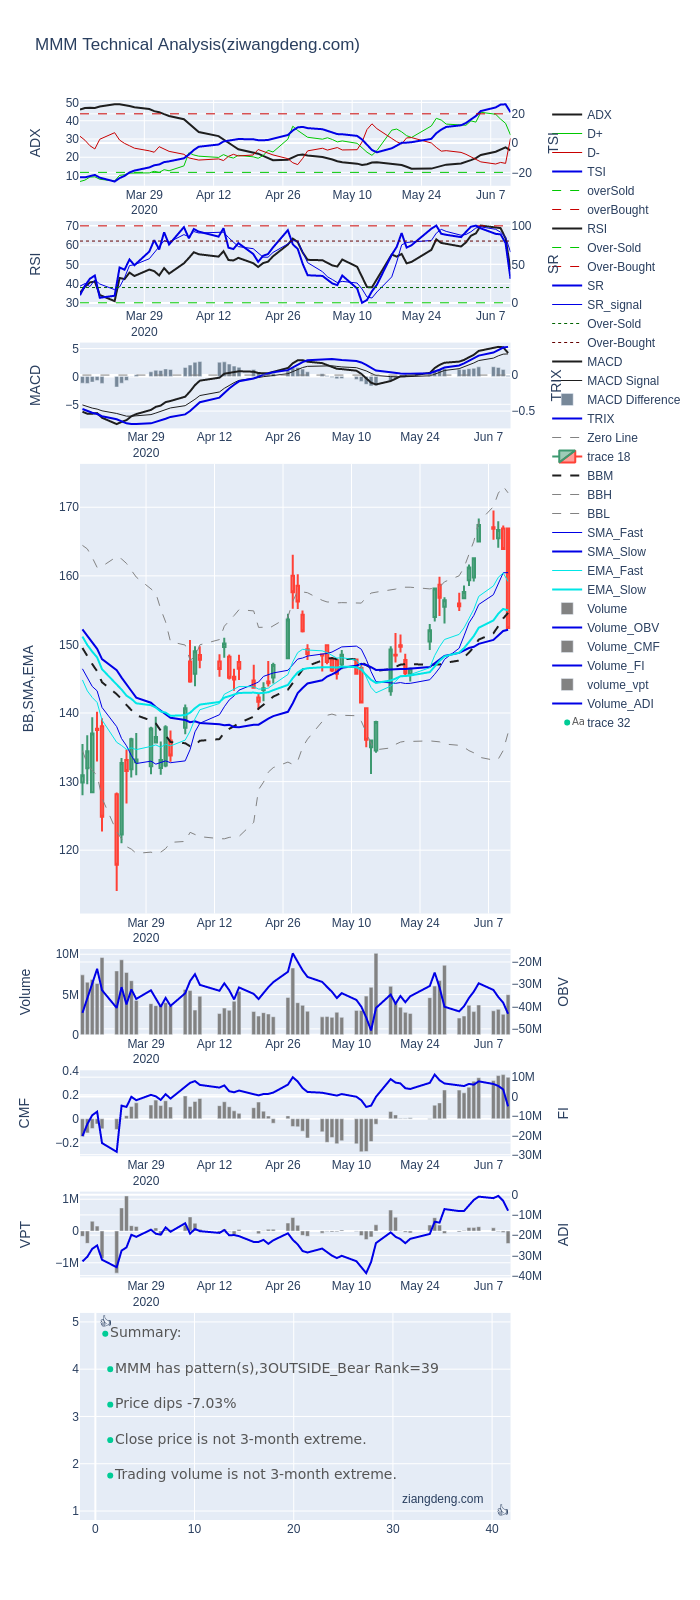 MMM Technical Analysis(ziwangdeng.com)
50
40
30
20
10
ADX
20
0
−20
TSI
Mar 29
2020
Apr 12
Apr 26
May 10
May 24
Jun 7
70
60
50
40
30
RSI
100
50
0
SR
Mar 29
2020
Apr 12
Apr 26
May 10
May 24
Jun 7
5
0
−5
MACD
0
−0.5
TRIX
Mar 29
2020
Apr 12
Apr 26
May 10
May 24
Jun 7
170
160
150
140
130
120
BB,SMA,EMA
Mar 29
2020
Apr 12
Apr 26
May 10
May 24
Jun 7
10M
5M
0
Volume
−20M
−30M
−40M
−50M
OBV
Mar 29
2020
Apr 12
Apr 26
May 10
May 24
Jun 7
0.4
0.2
0
−0.2
CMF
10M
0
−10M
−20M
−30M
FI
Mar 29
2020
Apr 12
Apr 26
May 10
May 24
Jun 7
1M
0
−1M
VPT
0
−10M
−20M
−30M
−40M
ADI
Mar 29
2020
Apr 12
Apr 26
May 10
May 24
Jun 7
5
4
3
2
1
👍
Summary:
MMM has pattern(s),3OUTSIDE_Bear Rank=39
Price dips -7.03%
Close price is not 3-month extreme.
Trading volume is not 3-month extreme.
ziangdeng.com
👍
0
10
20
30
40
ADX
D+
D-
TSI
overSold
overBought
RSI
Over-Sold
Over-Bought
SR
SR_signal
Over-Sold
Over-Bought
MACD
MACD Signal
MACD Difference
TRIX
Zero Line
trace 18
BBM
BBH
BBL
SMA_Fast
SMA_Slow
EMA_Fast
EMA_Slow
Volume
Volume_OBV
Volume_CMF
Volume_FI
volume_vpt
Volume_ADI
Aa trace 32